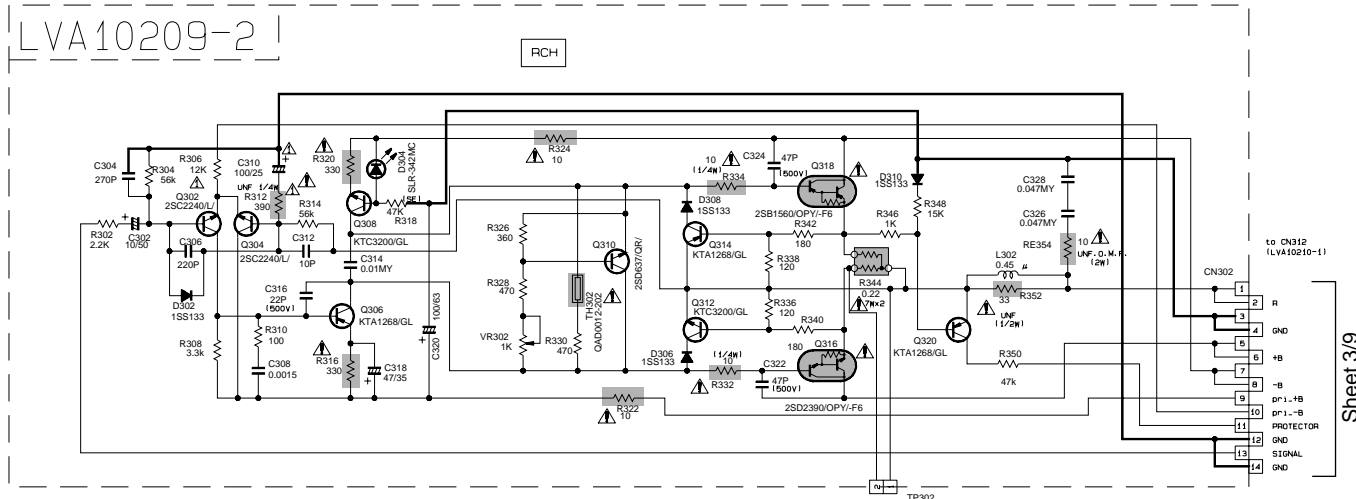 LVA10209-2
RCH
C304
270P
R304
56k
R306
12K
Q302
2SC2240/L/
C310
100/25
UNF 1/4W
R312
390
R314
56k
R320
330
D304
SLR-342MC
(SE)
47K
R318
Q308
KTC3200/GL
R302
2.2K
C302
10/50
C306
220P
Q304
2SC2240/L/
C312
10P
C314
0.01MY
D302
1SS133
C316
22P
(500V)
Q306
KTA1268/GL
R308
3.3k
R310
100
C308
0.0015
R316
330
C318
47/35
100/63
C320
R324
10
R326
360
R328
470
VR302
1K
R330
470
TH302
QAD0012-202
Q310
2SD637/QR/
R322
10
10
(1/4W)
R334
C324
47P
(500V)
Q318
2SB1560/OPY/-F6
D308
1SS133
Q314
KTA1268/GL
R342
180
R338
120
R336
120
Q312
KTC3200/GL
R340
180
D306
1SS133
(1/4W)
10
R332
C322
47P
(500V)
Q316
2SD2390/OPY/-F6
R344
0.22
7W×2
R346
1K
D310
1SS133
R348
15K
Q320
KTA1268/GL
R350
47k
L302
0.45 μ
33
R352
UNF
(1/2W)
C328
0.047MY
C326
0.047MY
RE354
10
UNF.O.M.F.
(2W)
to CN312
(LVA10210-1)
CN302
1
2 R
3
4 GND
5
6 +B
7
8 -B
9 pri.+B
10 pri.-B
11 PROTECTOR
12 GND
13 SIGNAL
14 GND
Sheet 3/9
2 1
TP302